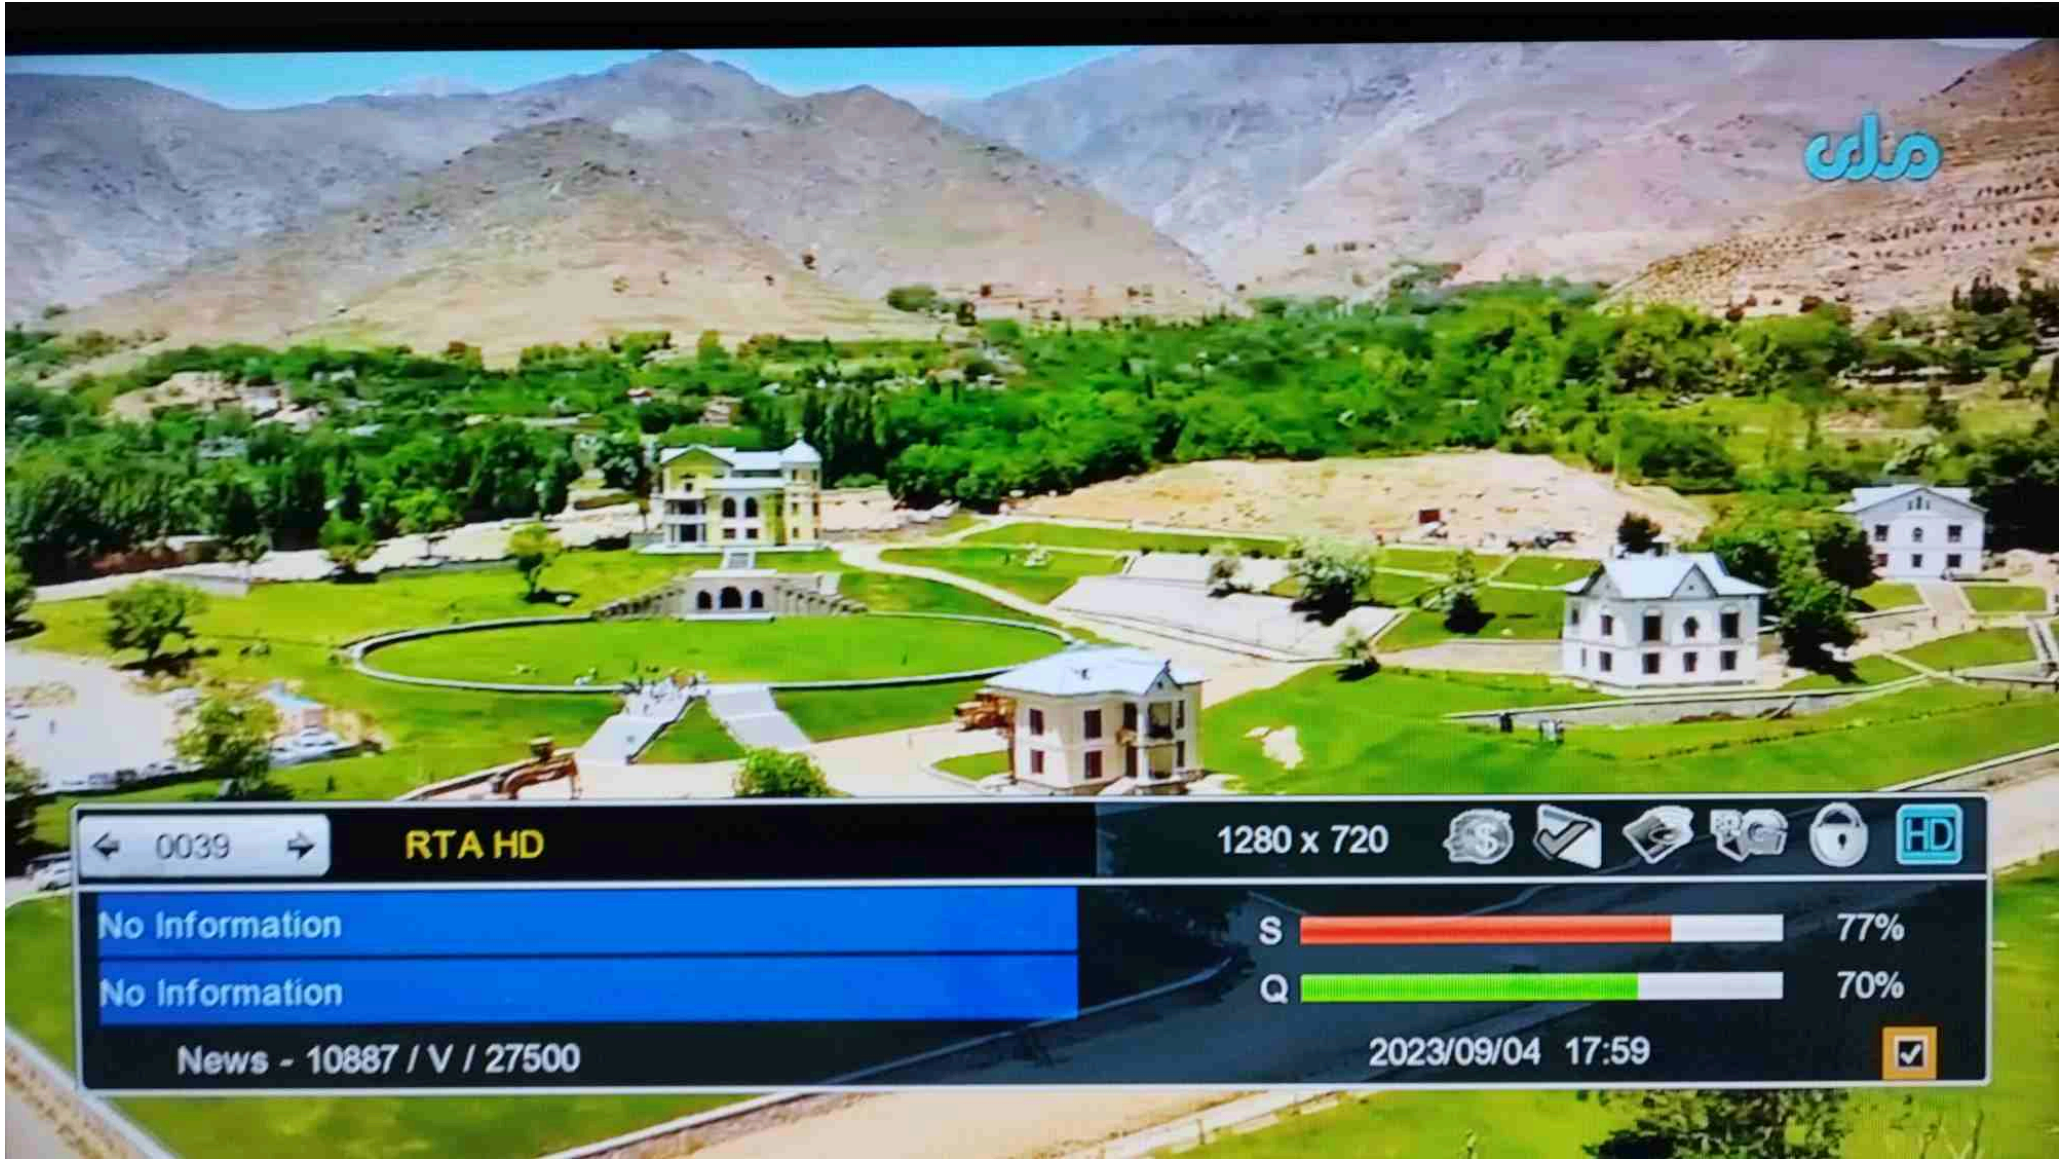 ملی
0039
RTA HD
1280 x 720
HD
No Information
S 77%
No Information
Q 70%
News - 10887 / V / 27500
2023/09/04 17:59